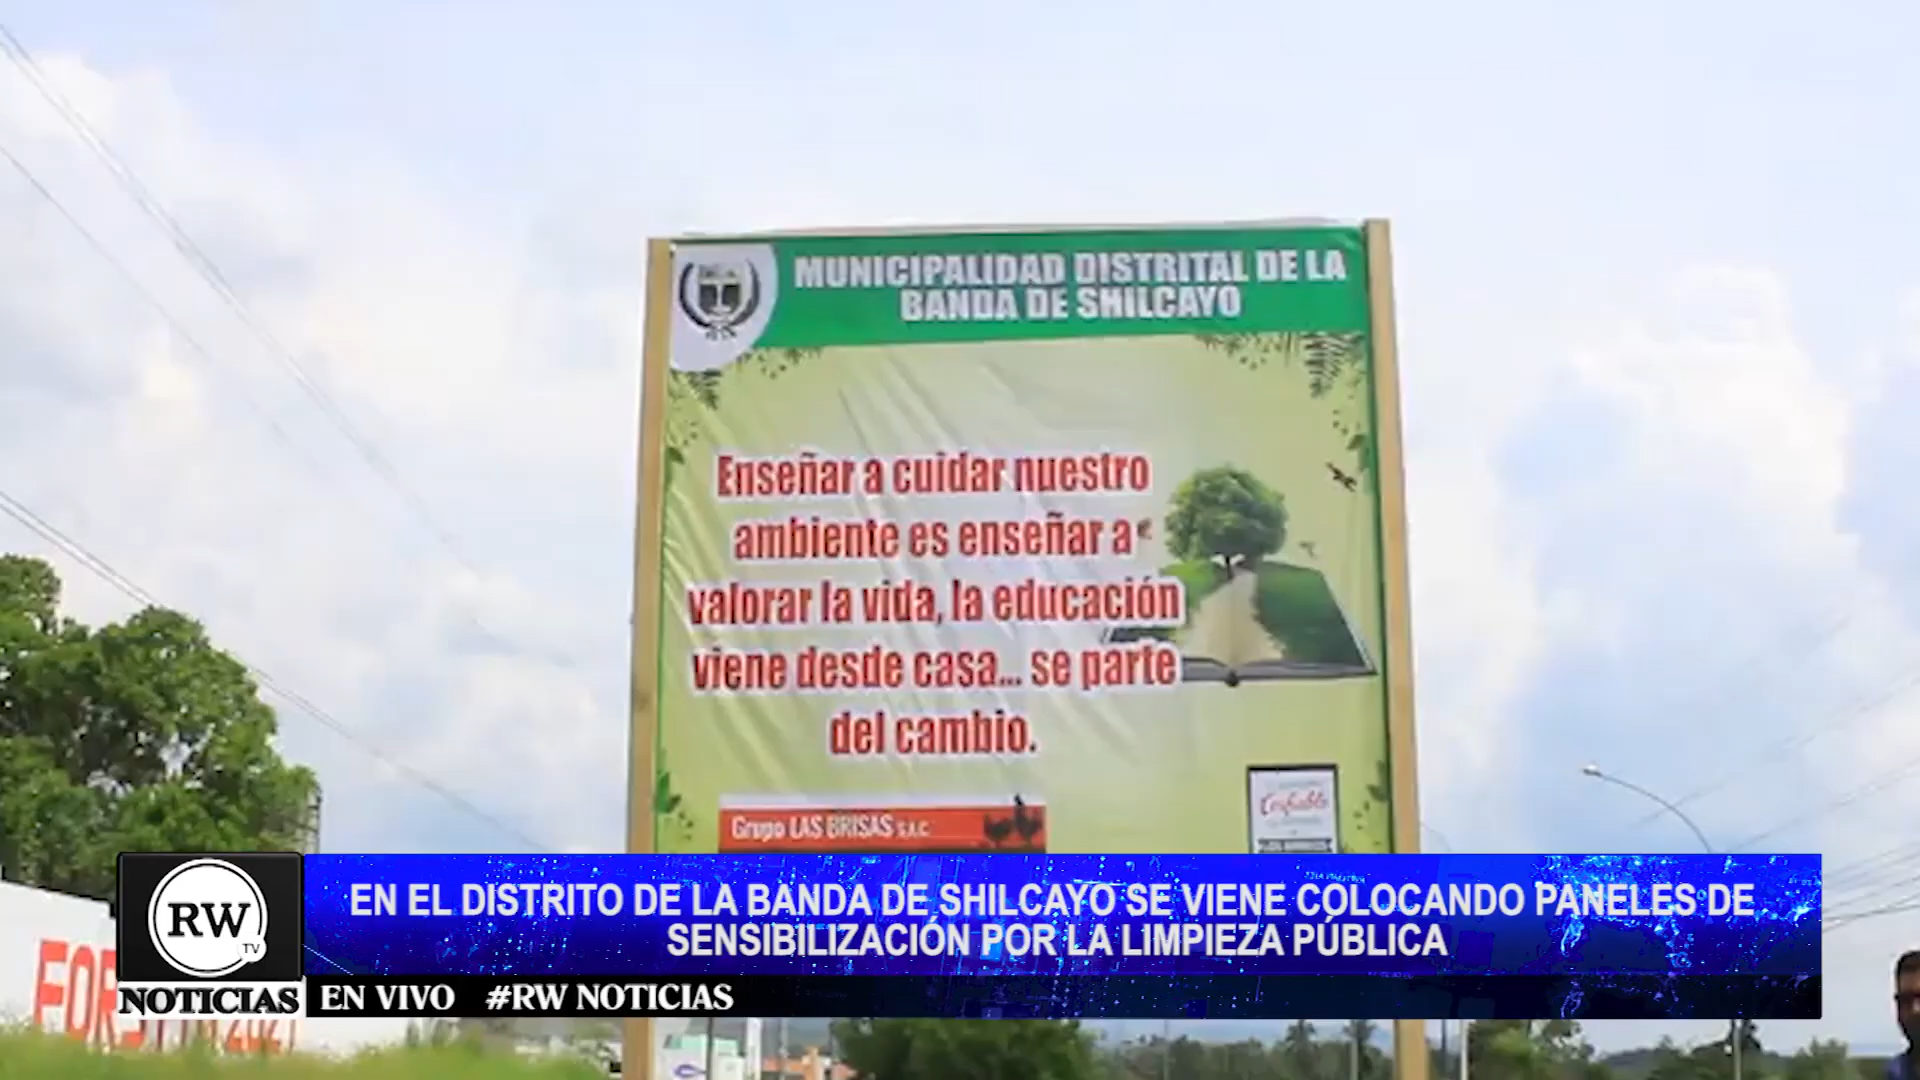 MUNICIPALIDAD DISTRITAL DE LA
BANDA DE SHILCAYO
Enseñar a cuidar nuestro
ambiente es enseñar a
valorar la vida, la educación
viene desde casa... se parte
del cambio.
Grupo LAS BRISAS S.A.C.
Confiable
EN EL DISTRITO DE LA BANDA DE SHILCAYO SE VIENE COLOCANDO PANELES DE
SENSIBILIZACIÓN POR LA LIMPIEZA PÚBLICA
RW
TV
NOTICIAS
EN VIVO #RW NOTICIAS